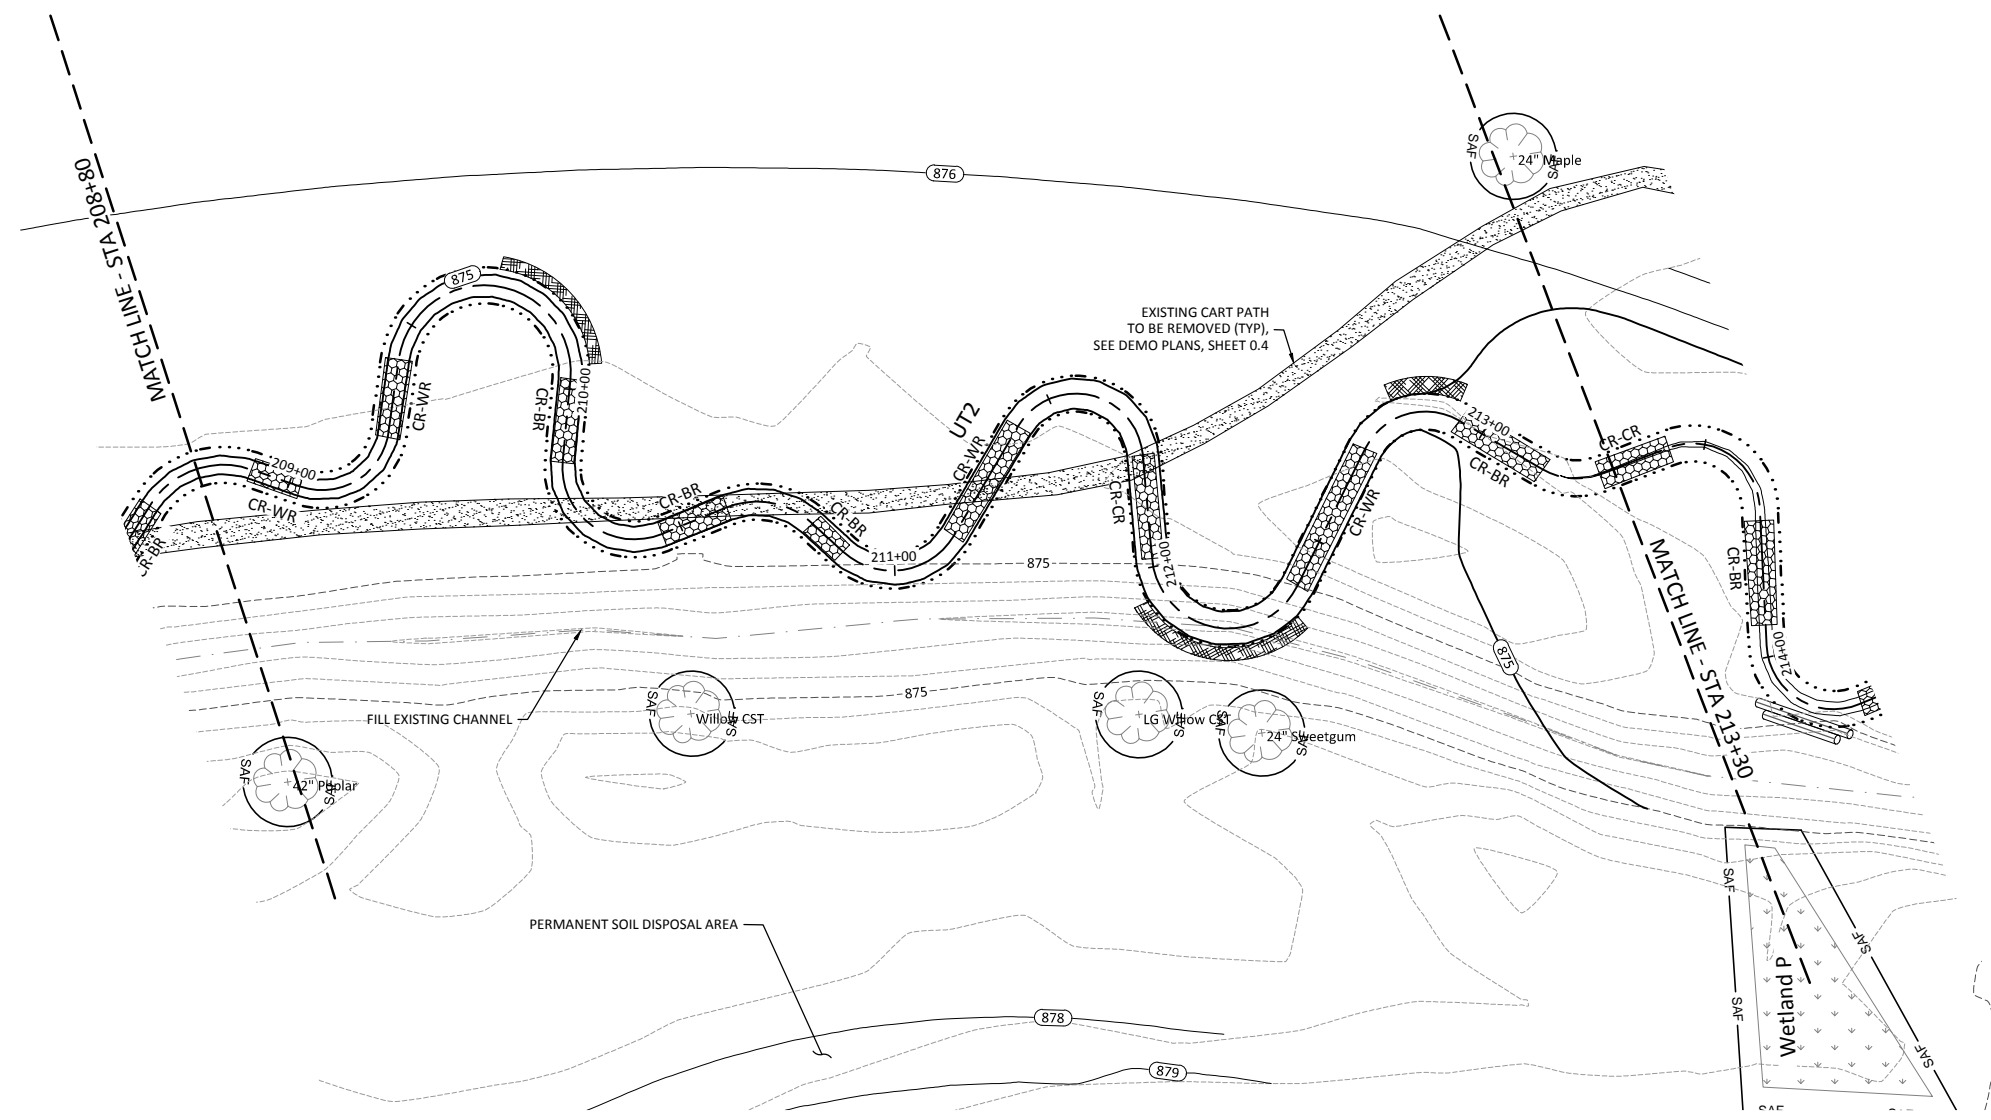 MATCH LINE - STA 208+80
876
24" Maple
SAF
SAF
875
EXISTING CART PATH
TO BE REMOVED (TYP),
SEE DEMO PLANS, SHEET 0.4
CR-WR
CR-BR
210+00
UT2
CR-WR
209+00
CR-WR
CR-BR
CR-BR
CR-BR
211+00
875
CR-CR
212+00
CR-WR
213+00
CR-BR
CR-CR
CR-BR
214+00
MATCH LINE - STA 213+30
875
875
FILL EXISTING CHANNEL
SAF
Willow CST
SAF
SAF
LG Willow CST
SAF
SAF
24" Sweetgum
SAF
SAF
42" Poplar
SAF
PERMANENT SOIL DISPOSAL AREA
878
879
SAF
SAF
SAF
SAF
Wetland P
SAF